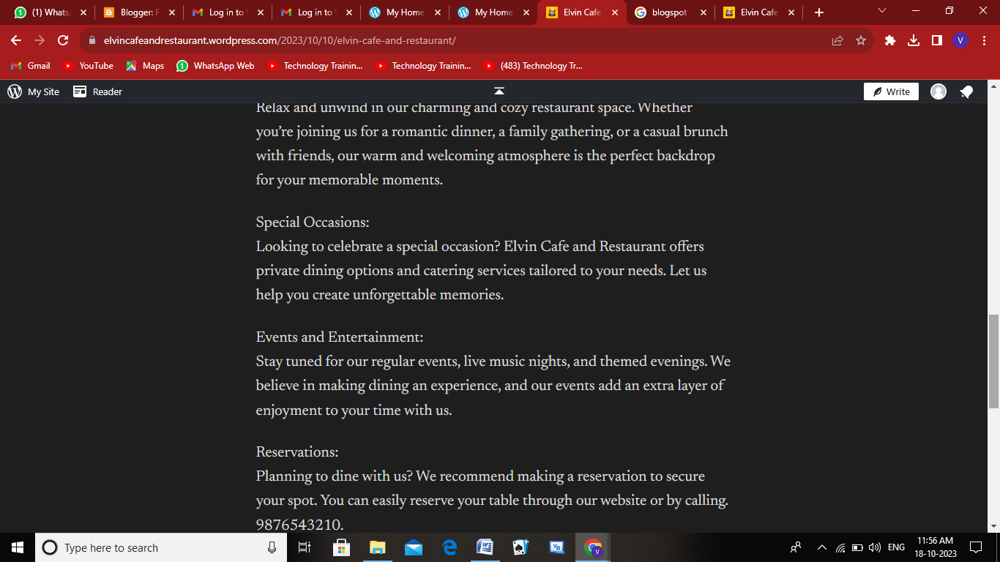 (1) Whats
Blogger: P
Log in to
Log in to
My Home
My Home
Elvin Cafe
blogspot
Elvin Cafe
elvincafeandrestaurant.wordpress.com/2023/10/10/elvin-cafe-and-restaurant/
V
Gmail
YouTube
Maps
WhatsApp Web
Technology Trainin...
Technology Trainin...
(483) Technology Tr...
My Site
Reader
Write
Relax and unwind in our charming and cozy restaurant space. Whether
you’re joining us for a romantic dinner, a family gathering, or a casual brunch
with friends, our warm and welcoming atmosphere is the perfect backdrop
for your memorable moments.
Special Occasions:
Looking to celebrate a special occasion? Elvin Cafe and Restaurant offers
private dining options and catering services tailored to your needs. Let us
help you create unforgettable memories.
Events and Entertainment:
Stay tuned for our regular events, live music nights, and themed evenings. We
believe in making dining an experience, and our events add an extra layer of
enjoyment to your time with us.
Reservations:
Planning to dine with us? We recommend making a reservation to secure
your spot. You can easily reserve your table through our website or by calling.
9876543210.
Type here to search
ENG
11:56 AM
18-10-2023